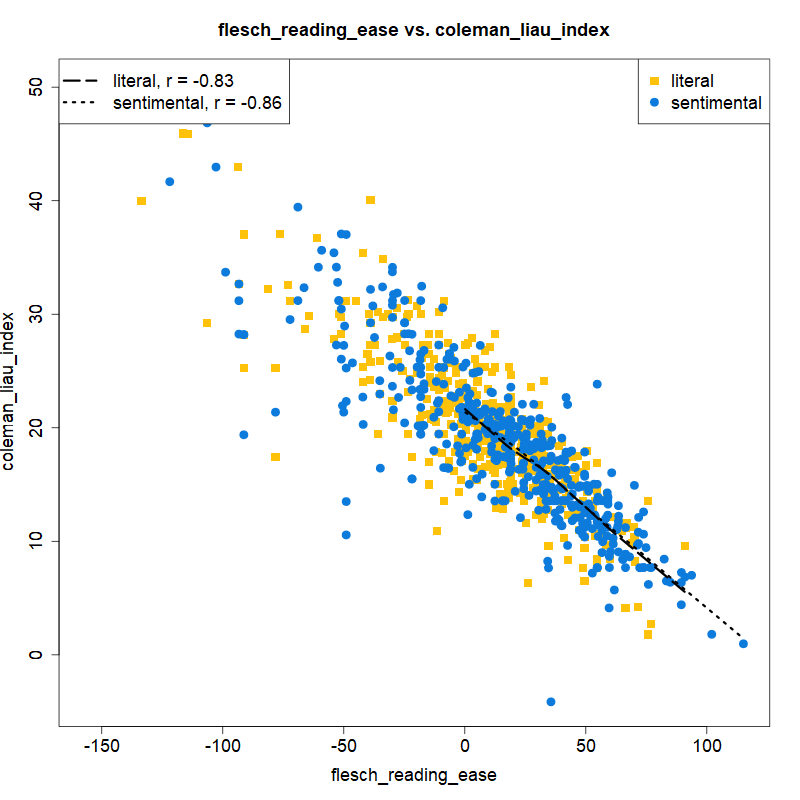 flesch_reading_ease vs. coleman_liau_index
literal, r = -0.83
sentimental, r = -0.86
literal
sentimental
coleman_liau_index
50
40
30
20
10
0
-150 -100 -50 0 50 100
flesch_reading_ease